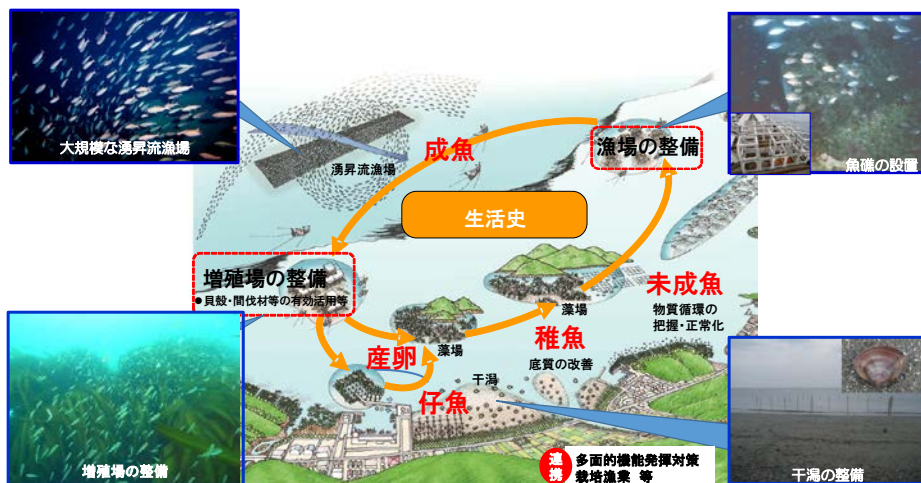 大規模な湧昇流漁場
湧昇流漁場
成魚
漁場の整備
魚礁の設置
生活史
増殖場の整備
●貝殻・間伐材等の有効活用等
未成魚
物質循環の
把握・正常化
藻場
稚魚
底質の改善
藻場
産卵
仔魚
干潟
増殖場の整備
連携
多面的機能発揮対策
栽培漁業 等
干潟の整備